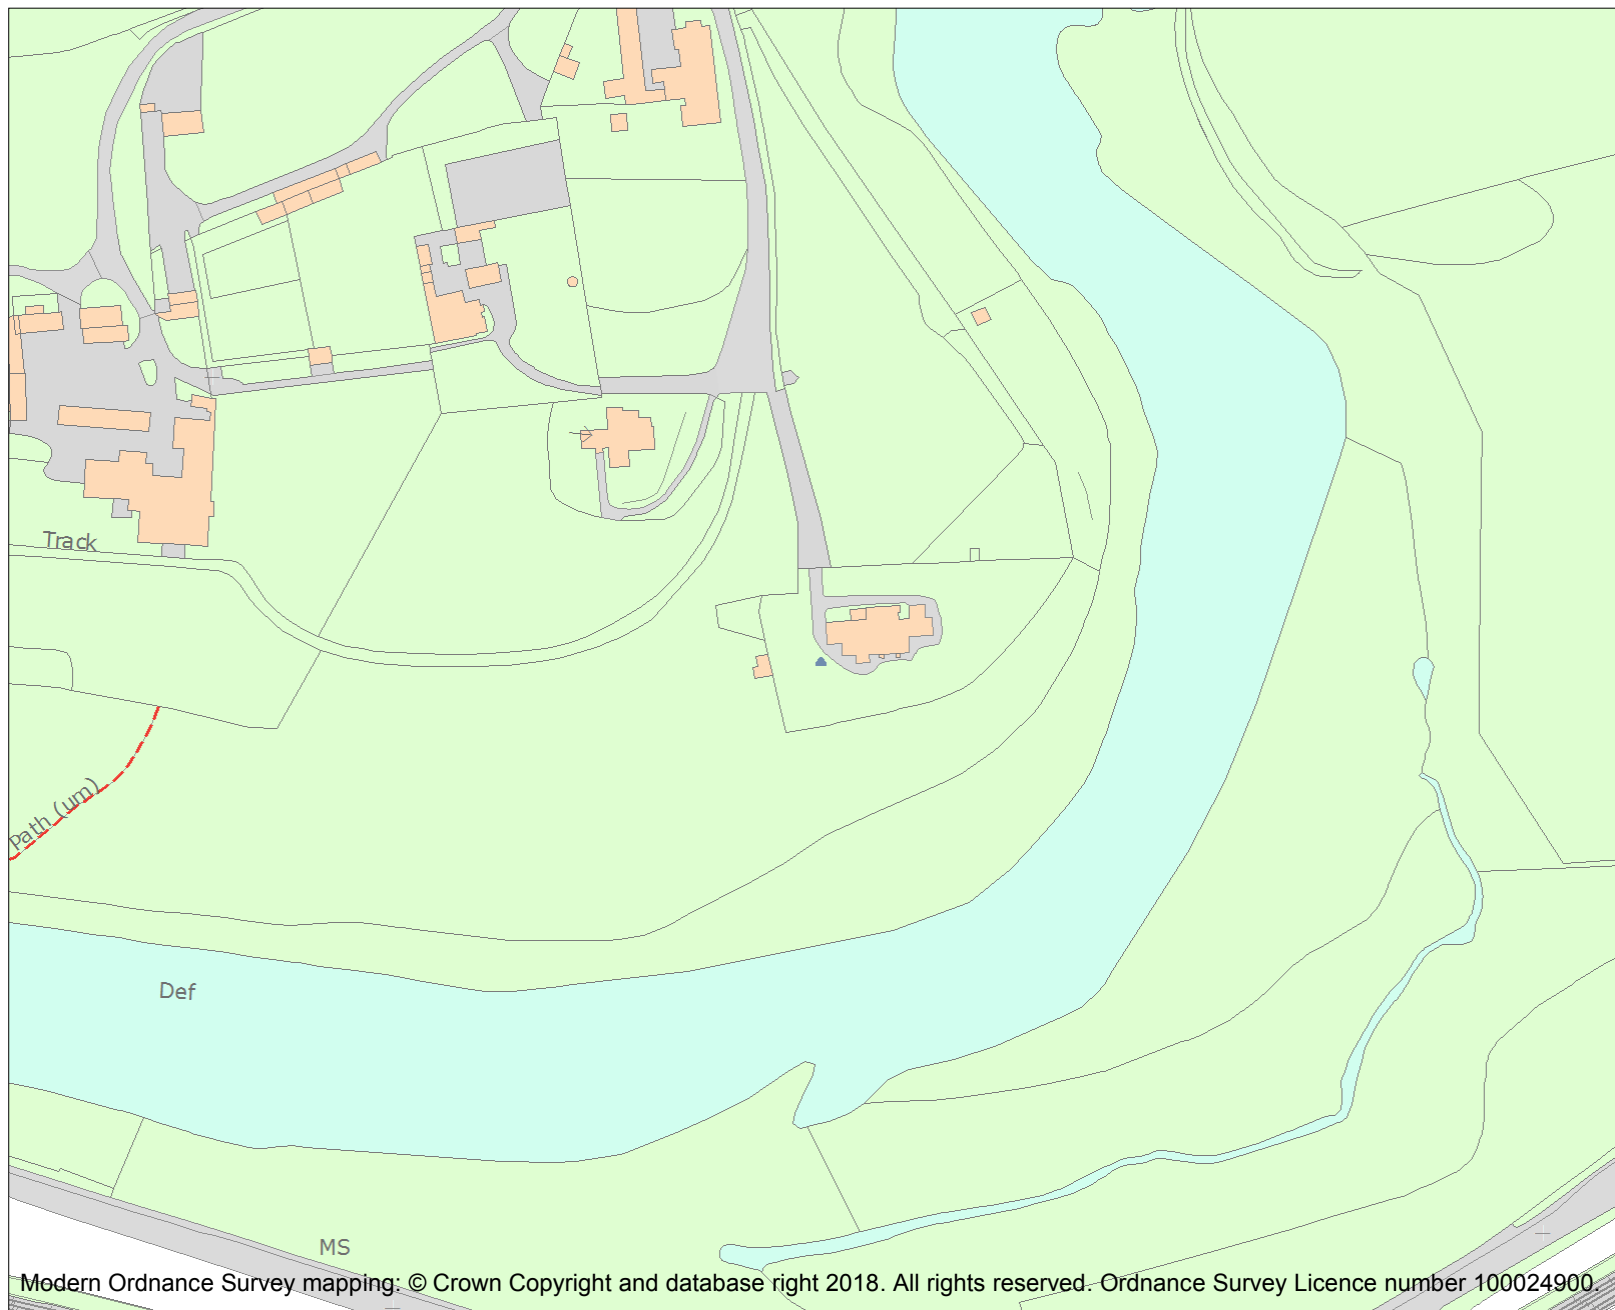 Track
Path (um)
Def
MS
Modern Ordnance Survey mapping: © Crown Copyright and database right 2018. All rights reserved. Ordnance Survey Licence number 100024900.